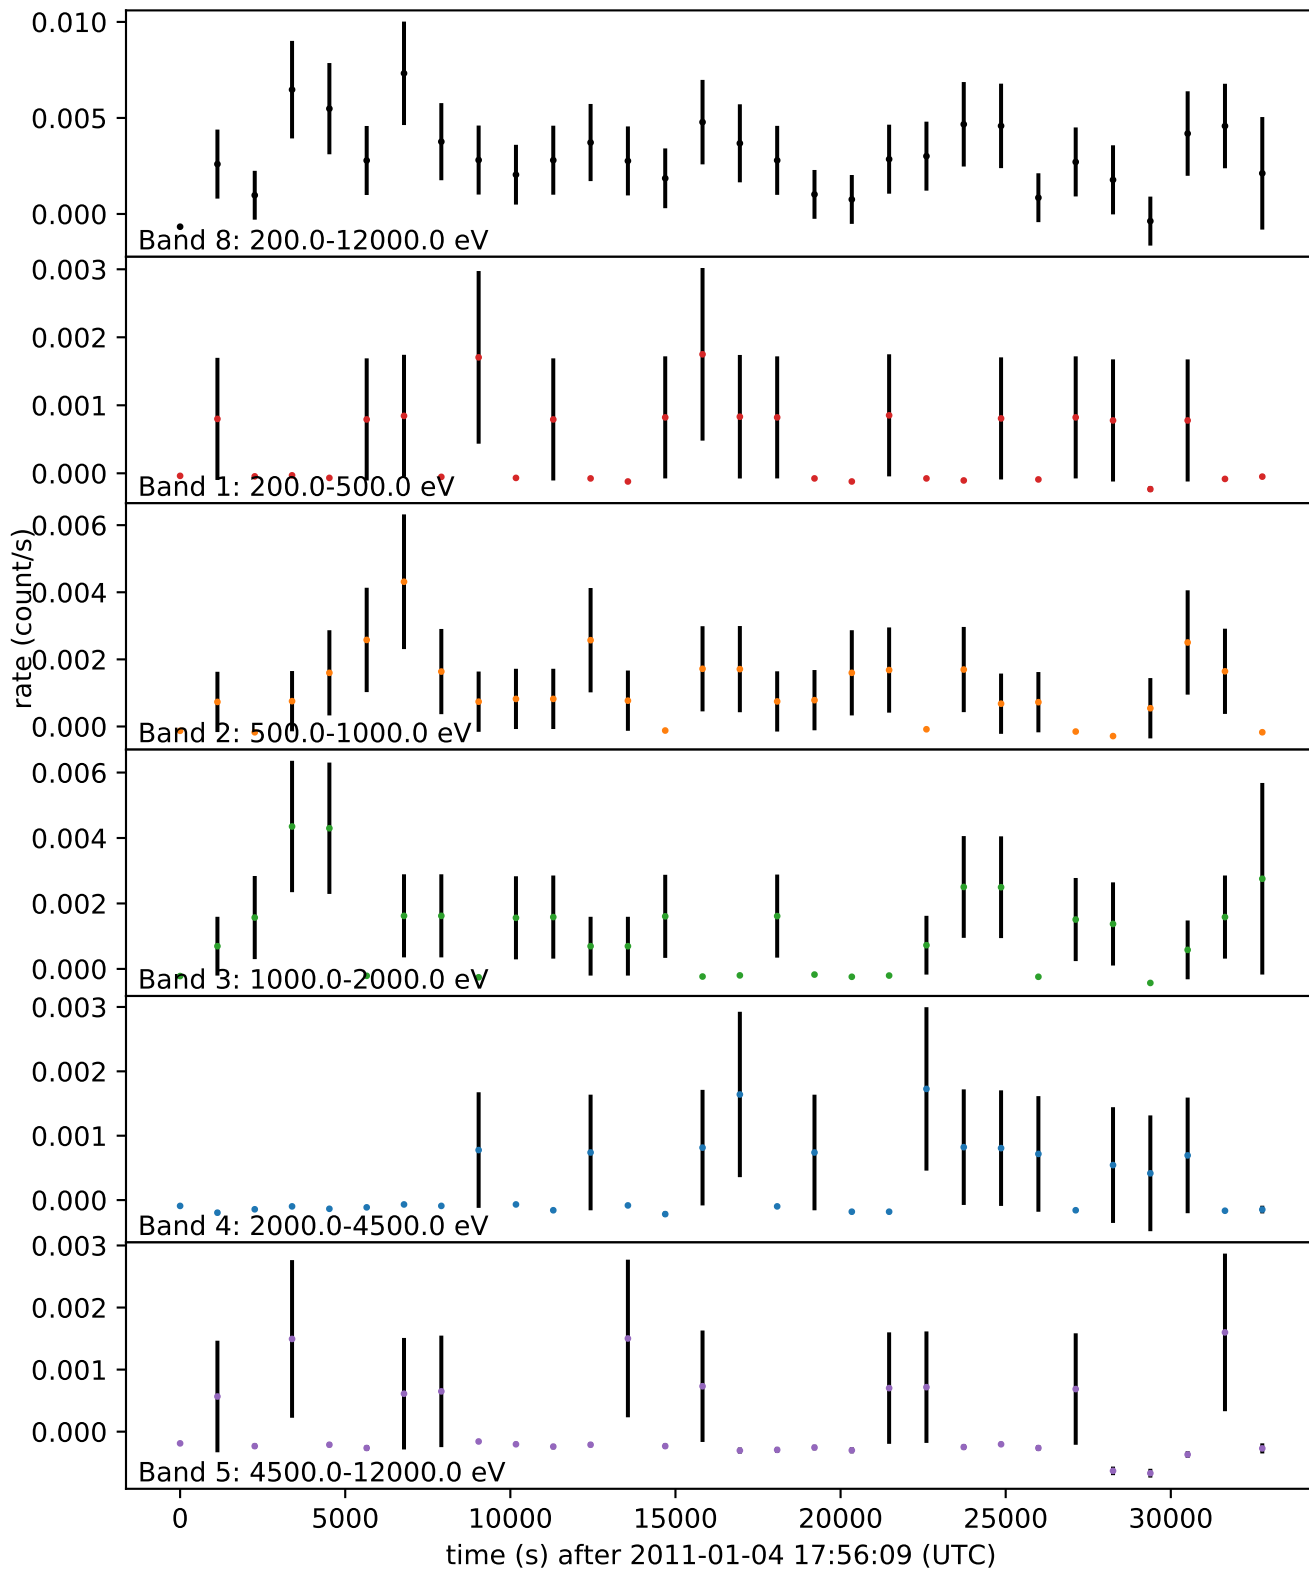 0.010
0.005
0.000
Band 8: 200.0-12000.0 eV
0.003
0.002
0.001
0.000
Band 1: 200.0-500.0 eV
0.006
0.004
0.002
0.000
Band 2: 500.0-1000.0 eV
rate (count/s)
0.006
0.004
0.002
0.000
Band 3: 1000.0-2000.0 eV
0.003
0.002
0.001
0.000
Band 4: 2000.0-4500.0 eV
0.003
0.002
0.001
0.000
Band 5: 4500.0-12000.0 eV
0 5000 10000 15000 20000 25000 30000
time (s) after 2011-01-04 17:56:09 (UTC)